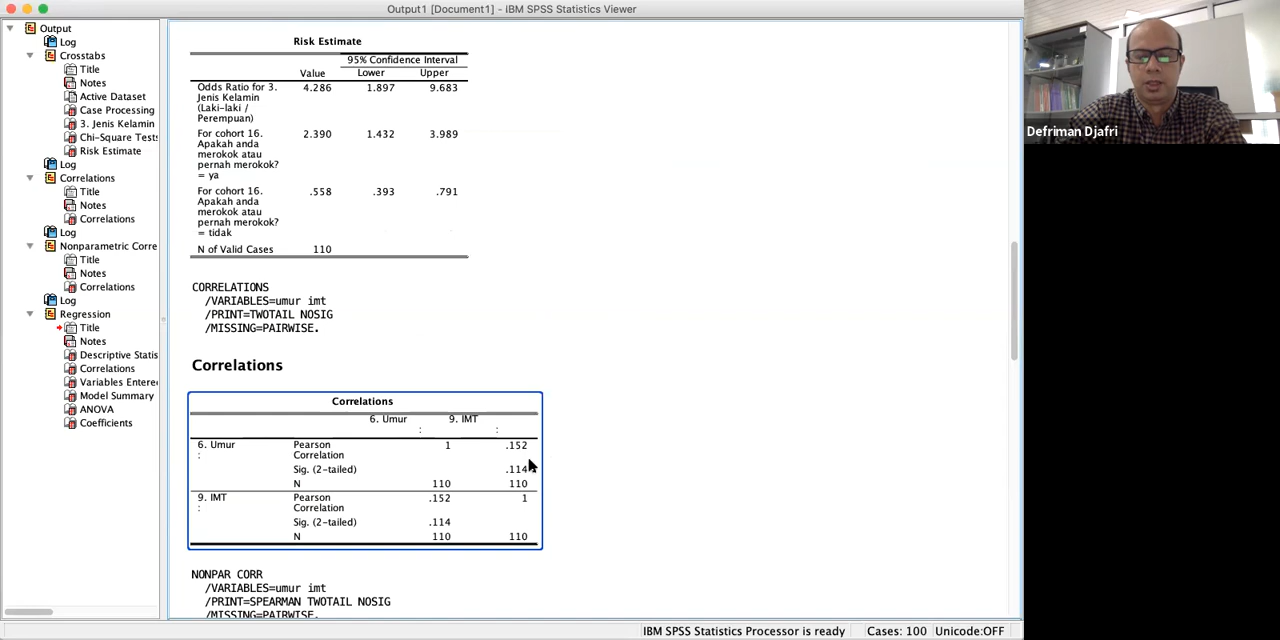 Output1 [Document1] - IBM SPSS Statistics Viewer
Output
Log
Crosstabs
Title
Notes
Active Dataset
Case Processing
3. Jenis Kelamin
Chi-Square Tests
Risk Estimate
Log
Correlations
Title
Notes
Correlations
Log
Nonparametric Corre
Title
Notes
Correlations
Log
Regression
Title
Notes
Descriptive Statis
Correlations
Variables Entered
Model Summary
ANOVA
Coefficients
Risk Estimate
95% Confidence Interval
Value Lower Upper
Odds Ratio for 3. 4.286 1.897 9.683
Jenis Kelamin
(Laki-laki /
Perempuan)
For cohort 16. 2.390 1.432 3.989
Apakah anda
merokok atau
pernah merokok?
= ya
For cohort 16. .558 .393 .791
Apakah anda
merokok atau
pernah merokok?
= tidak
N of Valid Cases 110
CORRELATIONS
/VARIABLES=umur imt
/PRINT=TWOTAIL NOSIG
/MISSING=PAIRWISE.
Correlations
Correlations
6. Umur 9. IMT
: :
6. Umur Pearson 1 .152
: Correlation
Sig. (2-tailed) .114
N 110 110
9. IMT Pearson .152 1
: Correlation
Sig. (2-tailed) .114
N 110 110
NONPAR CORR
/VARIABLES=umur imt
/PRINT=SPEARMAN TWOTAIL NOSIG
/MISSING=PAIRWISE.
IBM SPSS Statistics Processor is ready Cases: 100 Unicode:OFF
Defriman Djafri